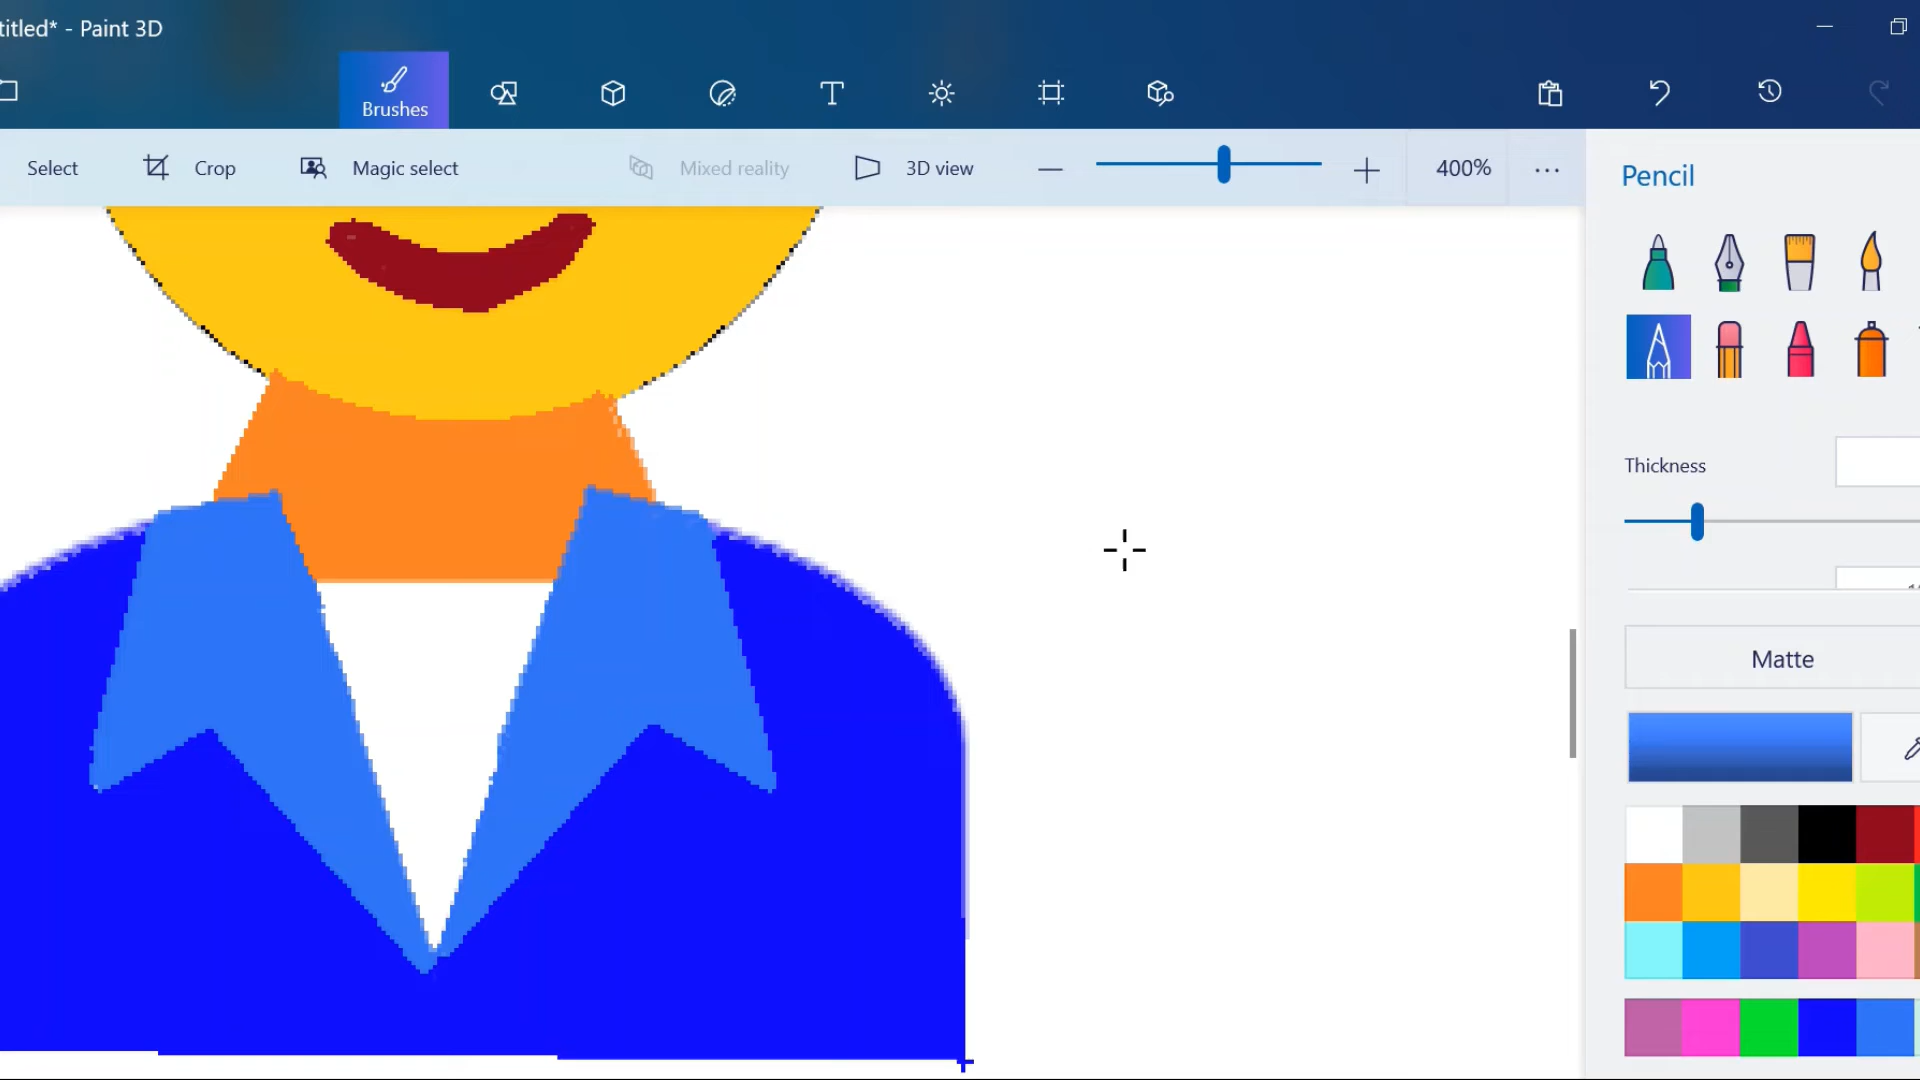 titled* - Paint 3D
Brushes
Select
Crop
Magic select
Mixed reality
3D view
400%
Pencil
Thickness
Matte